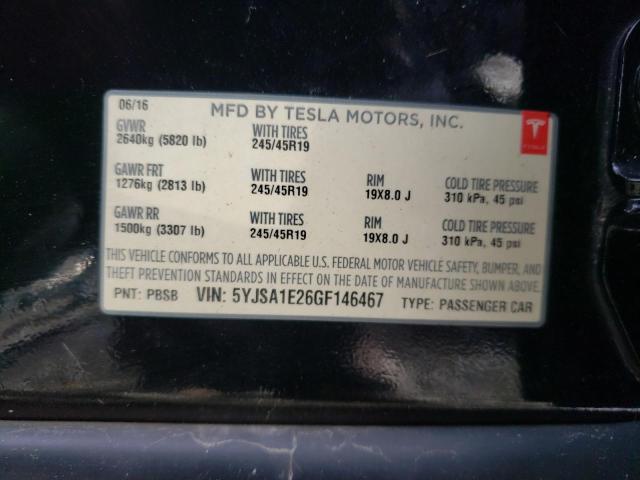 06/16 MFD BY TESLA MOTORS, INC.
GVWR WITH TIRES
2640kg (5820 lb) 245/45R19
TESLA
GAWR FRT WITH TIRES RIM COLD TIRE PRESSURE
1276kg (2813 lb) 245/45R19 19X8.0 J 310 kPa, 45 psi
GAWR RR WITH TIRES RIM COLD TIRE PRESSURE
1500kg (3307 lb) 245/45R19 19X8.0 J 310 kPa, 45 psi
THIS VEHICLE CONFORMS TO ALL APPLICABLE U.S. FEDERAL MOTOR VEHICLE SAFETY, BUMPER, AND
THEFT PREVENTION STANDARDS IN EFFECT ON THE DATE OF MANUFACTURE SHOWN ABOVE.
PNT: PBSB VIN: 5YJSA1E26GF146467 TYPE: PASSENGER CAR